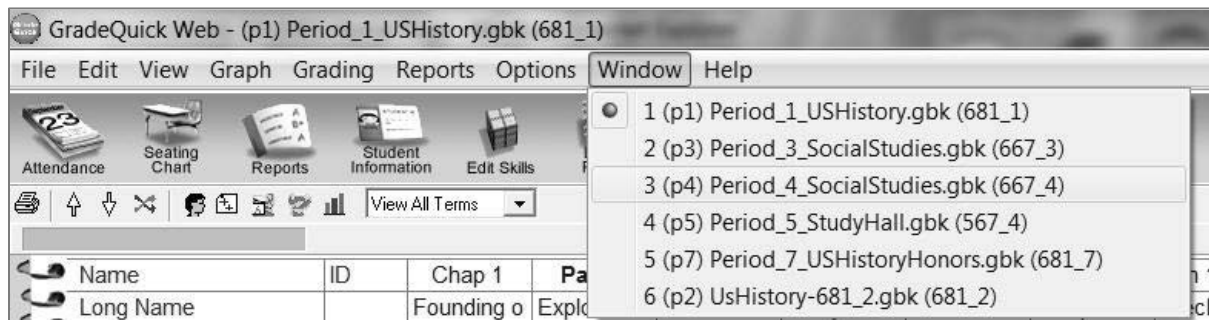 GradeQuick Web - (p1) Period_1_USHistory.gbk (681_1)
File Edit View Graph Grading Reports Options Window Help
23
Attendance
Seating Chart
Reports
Student Information
Edit Skills
View All Terms
1 (p1) Period_1_USHistory.gbk (681_1)
2 (p3) Period_3_SocialStudies.gbk (667_3)
3 (p4) Period_4_SocialStudies.gbk (667_4)
4 (p5) Period_5_StudyHall.gbk (567_4)
5 (p7) Period_7_USHistoryHonors.gbk (681_7)
6 (p2) UsHistory-681_2.gbk (681_2)
Name ID Chap 1
Long Name Founding o